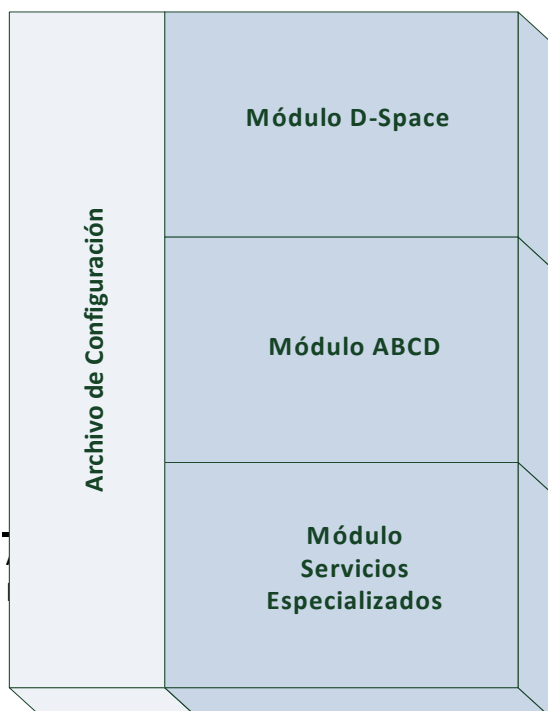 Módulo D-Space
Archivo de Configuración
Módulo ABCD
Módulo
Servicios
Especializados